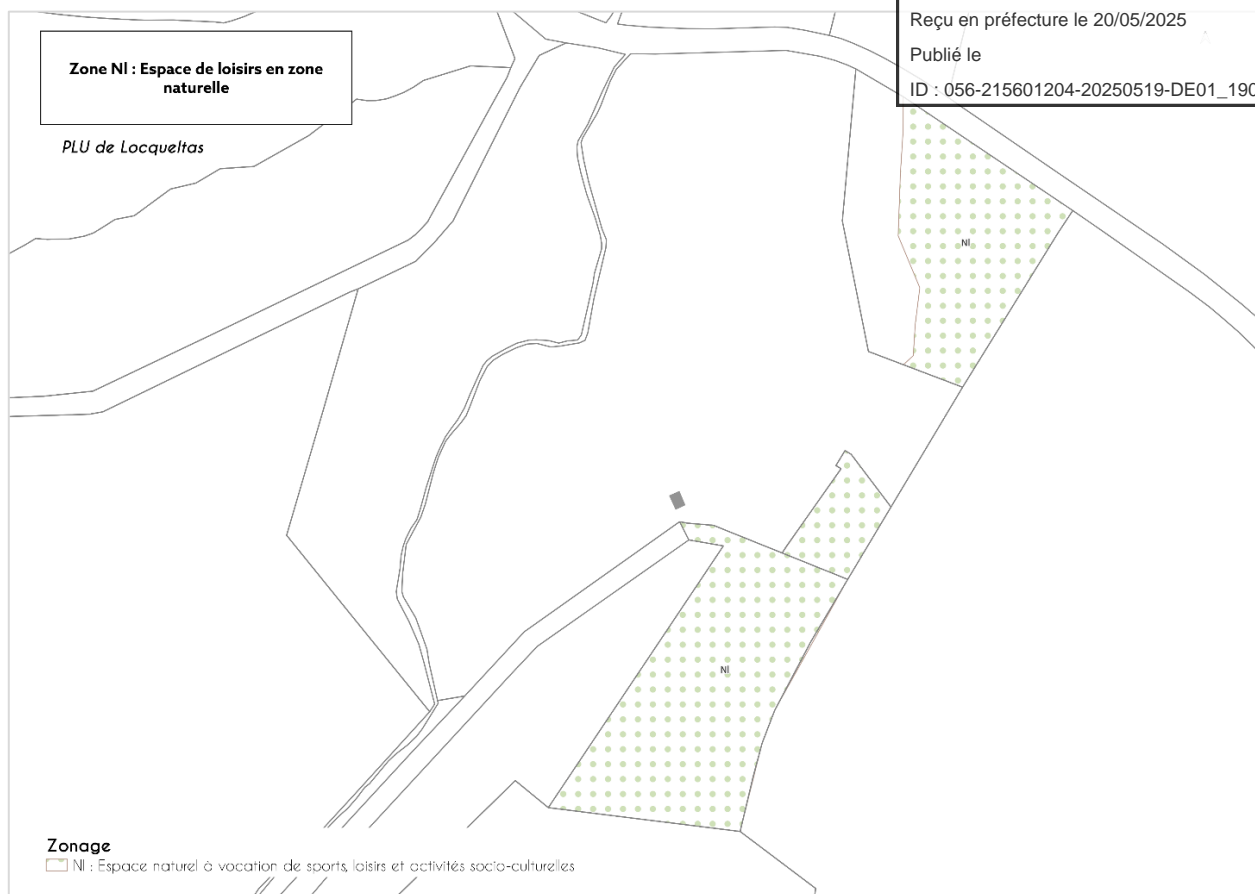 Reçu en préfecture le 20/05/2025
Publié le
ID : 056-215601204-20250519-DE01_190
Zone Nl : Espace de loisirs en zone
naturelle
PLU de Locqueltas
Nl
Nl
Zonage
Nl : Espace naturel à vocation de sports, loisirs et activités socio-culturelles